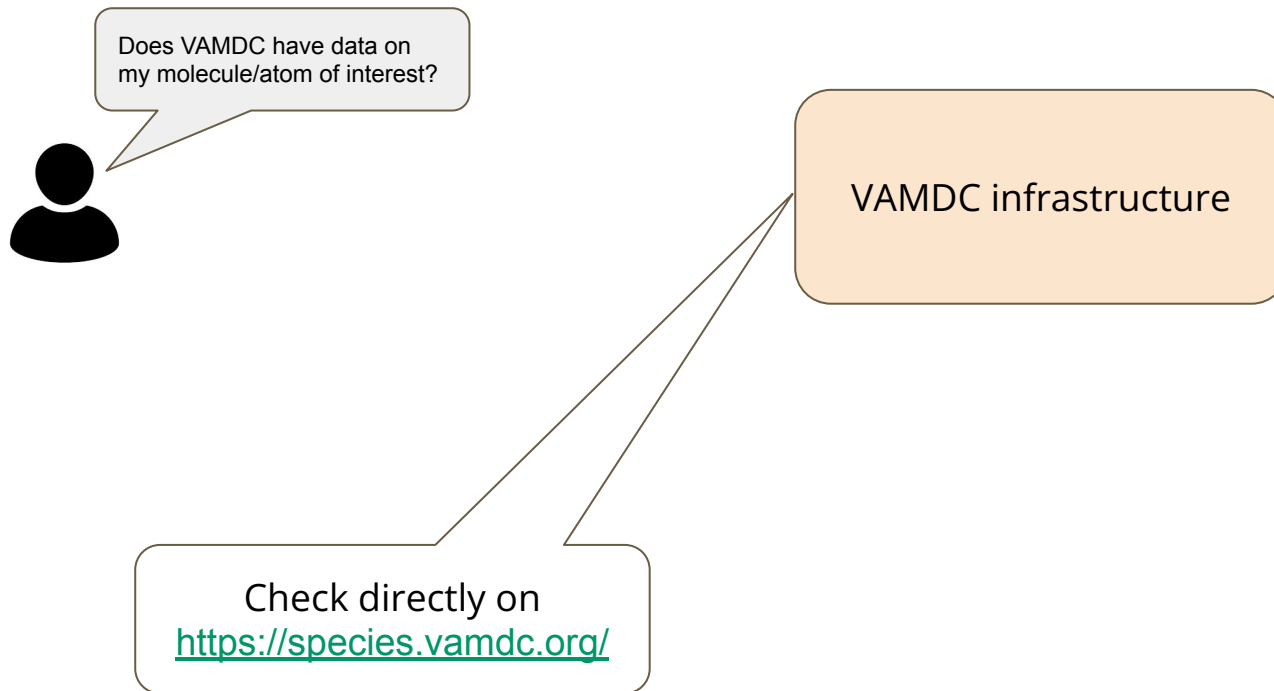 Does VAMDC have data on
my molecule/atom of interest?
VAMDC infrastructure
Check directly on
https://species.vamdc.org/